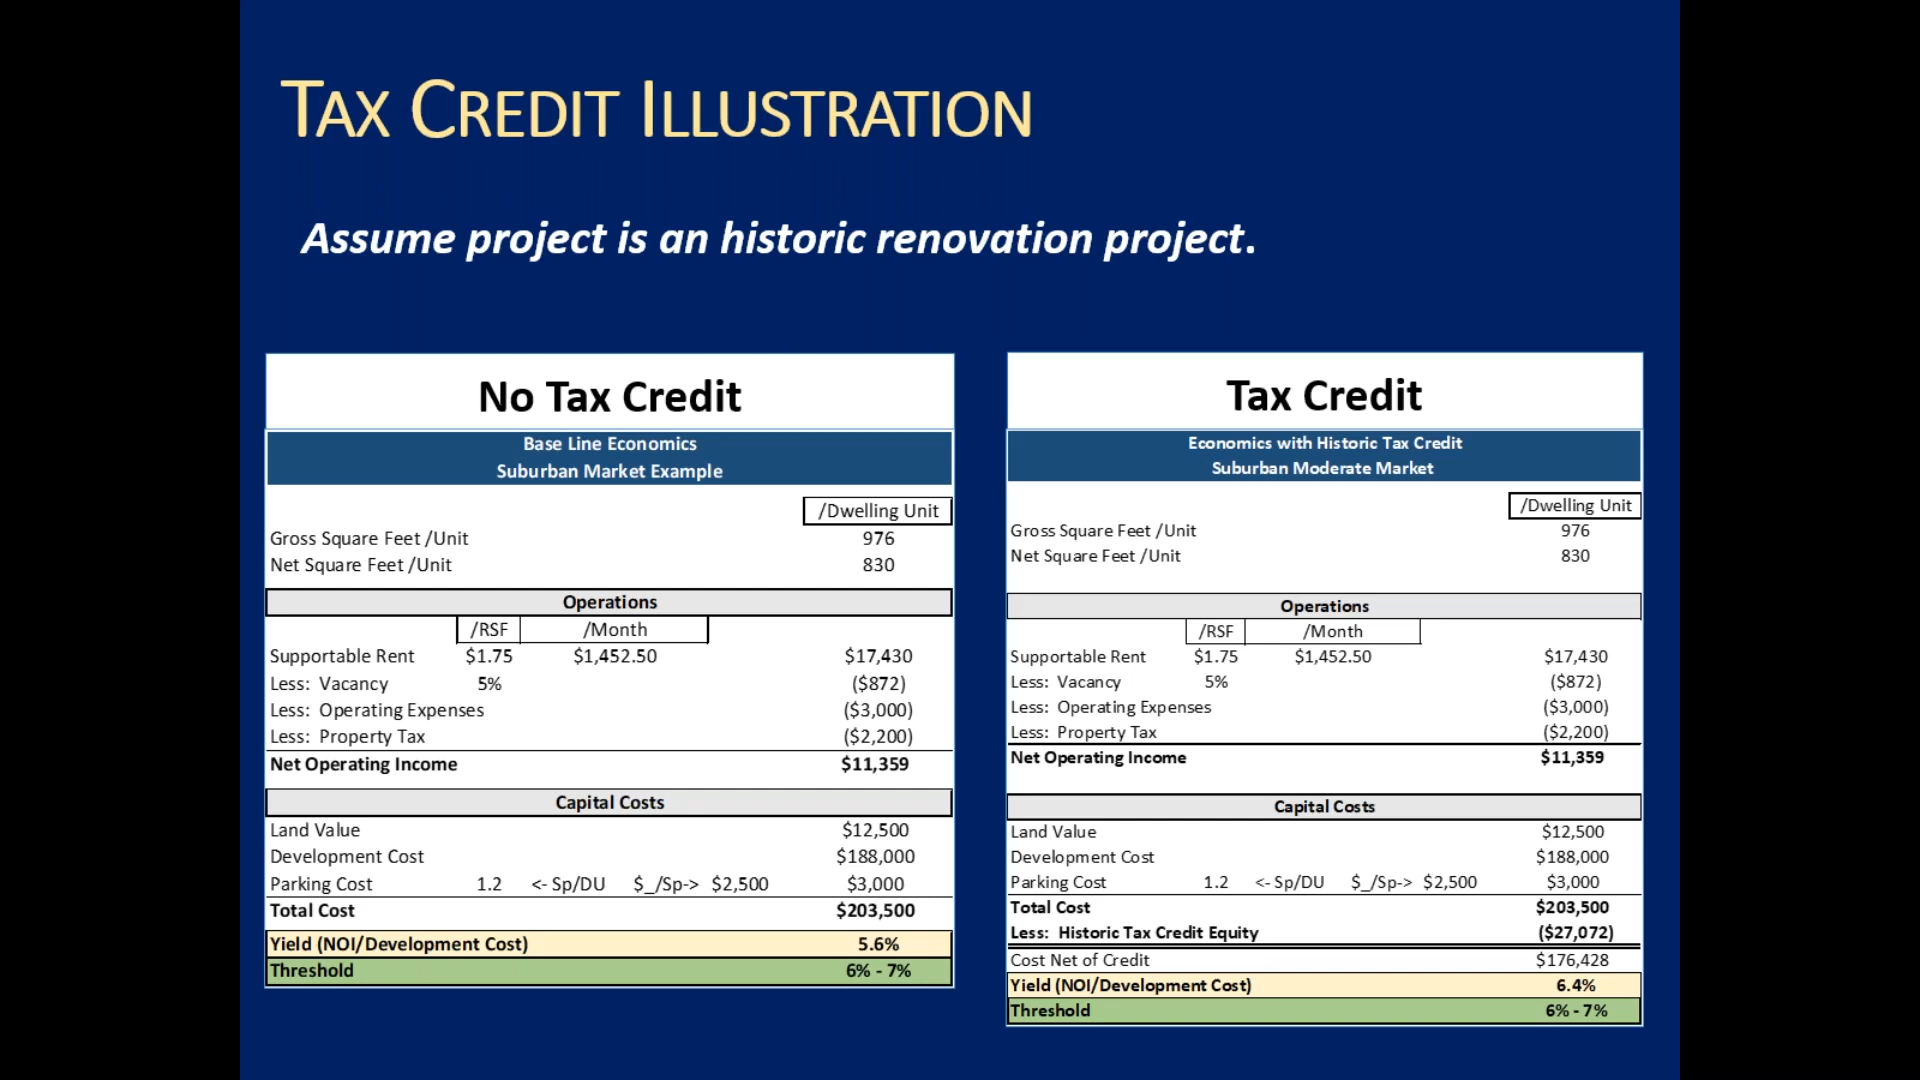 TAX CREDIT ILLUSTRATION
Assume project is an historic renovation project.
No Tax Credit
Base Line Economics
Suburban Market Example
/Dwelling Unit
Gross Square Feet /Unit 976
Net Square Feet /Unit 830
Operations
/RSF /Month
Supportable Rent $1.75 $1,452.50 $17,430
Less: Vacancy 5% ($872)
Less: Operating Expenses ($3,000)
Less: Property Tax ($2,200)
Net Operating Income $11,359
Capital Costs
Land Value $12,500
Development Cost $188,000
Parking Cost 1.2 <- Sp/DU $_/Sp-> $2,500 $3,000
Total Cost $203,500
Yield (NOI/Development Cost) 5.6%
Threshold 6% - 7%
Tax Credit
Economics with Historic Tax Credit
Suburban Moderate Market
/Dwelling Unit
Gross Square Feet /Unit 976
Net Square Feet /Unit 830
Operations
/RSF /Month
Supportable Rent $1.75 $1,452.50 $17,430
Less: Vacancy 5% ($872)
Less: Operating Expenses ($3,000)
Less: Property Tax ($2,200)
Net Operating Income $11,359
Capital Costs
Land Value $12,500
Development Cost $188,000
Parking Cost 1.2 <- Sp/DU $_/Sp-> $2,500 $3,000
Total Cost $203,500
Less: Historic Tax Credit Equity ($27,072)
Cost Net of Credit $176,428
Yield (NOI/Development Cost) 6.4%
Threshold 6% - 7%